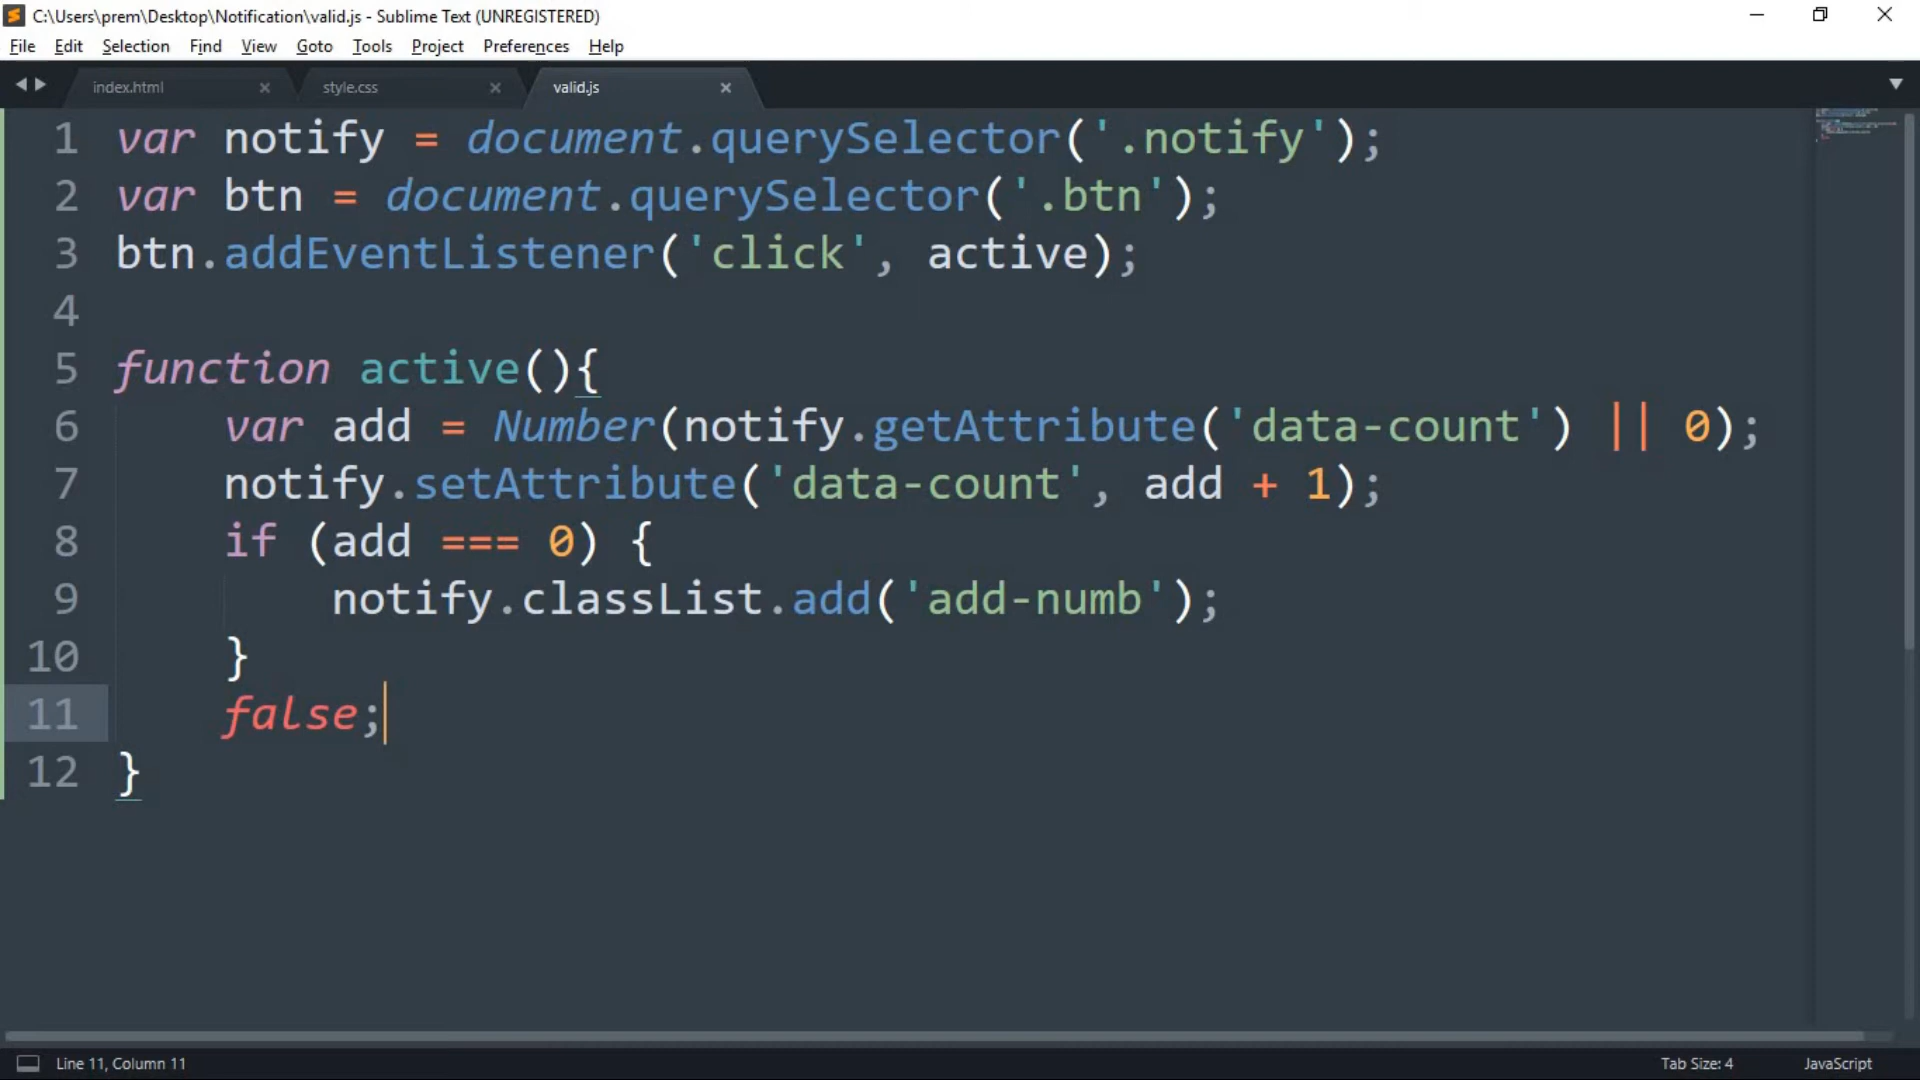 C:\Users\prem\Desktop\Notification\valid.js - Sublime Text (UNREGISTERED)
File Edit Selection Find View Goto Tools Project Preferences Help
index.html style.css valid.js
1 var notify = document.querySelector('.notify');
2 var btn = document.querySelector('.btn');
3 btn.addEventListener('click', active);
4
5 function active(){
6 var add = Number(notify.getAttribute('data-count') || 0);
7 notify.setAttribute('data-count', add + 1);
8 if (add === 0) {
9 notify.classList.add('add-numb');
10 }
11 false;
12 }
Line 11, Column 11 Tab Size: 4 JavaScript